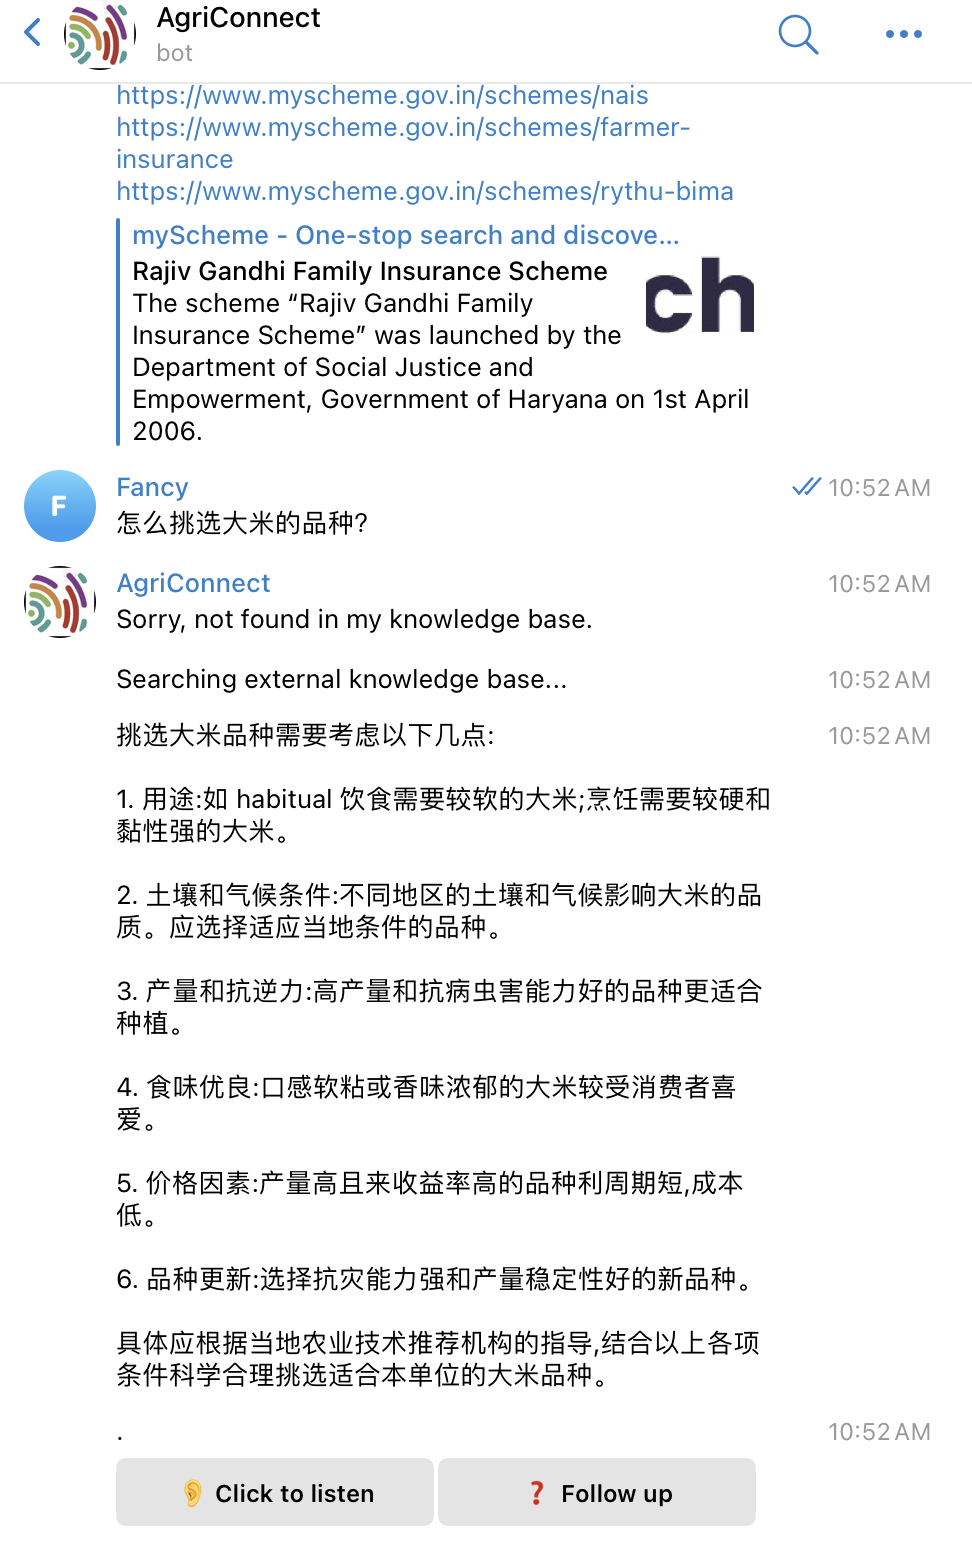 AgriConnect
bot
https://www.myscheme.gov.in/schemes/nais
https://www.myscheme.gov.in/schemes/farmer-
insurance
https://www.myscheme.gov.in/schemes/rythu-bima
myScheme - One-stop search and discove...
Rajiv Gandhi Family Insurance Scheme
The scheme “Rajiv Gandhi Family
Insurance Scheme” was launched by the
Department of Social Justice and
Empowerment, Government of Haryana on 1st April
2006.
ch
F
Fancy
10:52 AM
怎么挑选大米的品种?
AgriConnect
10:52 AM
Sorry, not found in my knowledge base.
Searching external knowledge base...
10:52 AM
挑选大米品种需要考虑以下几点:
10:52 AM
1. 用途:如 habitual 饮食需要较软的大米;烹饪需要较硬和
黏性强的大米。
2. 土壤和气候条件:不同地区的土壤和气候影响大米的品
质。应选择适应当地条件的品种。
3. 产量和抗逆力:高产量和抗病虫害能力好的品种更适合
种植。
4. 食味优良:口感软粘或香味浓郁的大米较受消费者喜
爱。
5. 价格因素:产量高且来收益率高的品种利周期短,成本
低。
6. 品种更新:选择抗灾能力强和产量稳定性好的新品种。
具体应根据当地农业技术推荐机构的指导,结合以上各项
条件科学合理挑选适合本单位的大米品种。
.
10:52 AM
Click to listen
Follow up